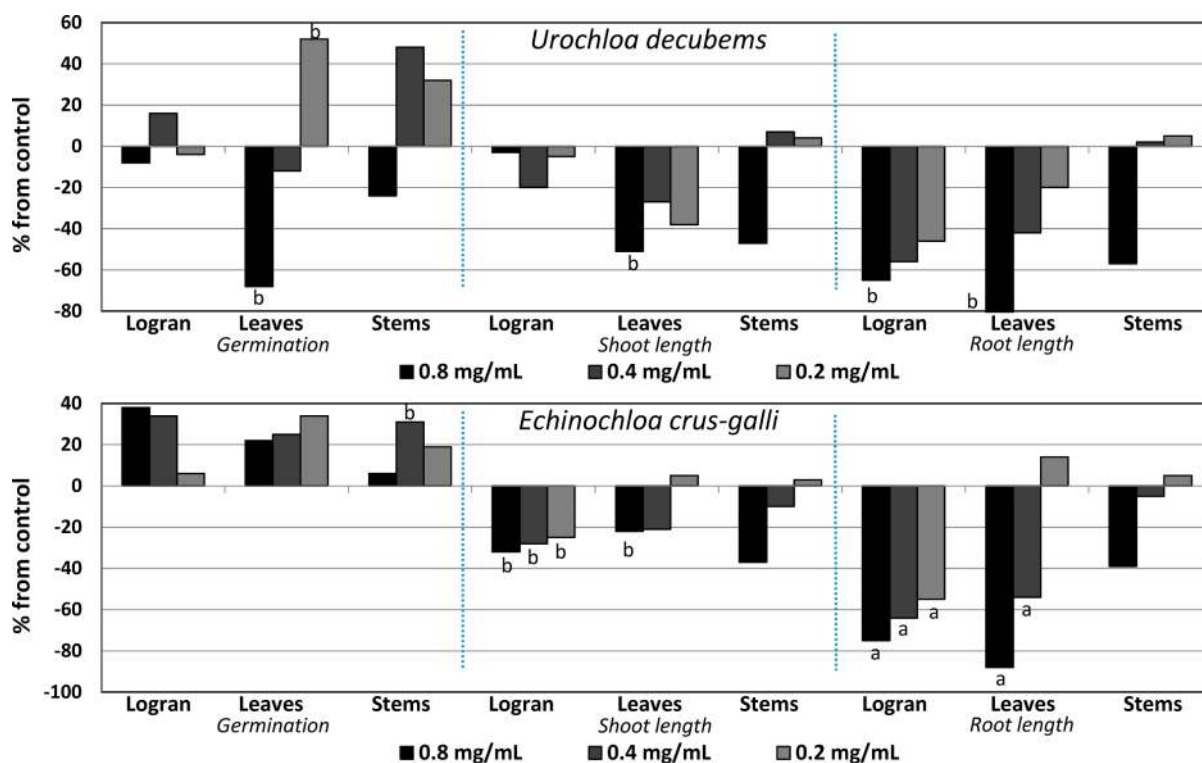 60
b
Urochloa decubems
40
20
0
-20
-40
-60
-80
% from control
b
b
b
b
Logran Leaves Stems Logran Leaves Stems Logran Leaves Stems
Germination Shoot length Root length
0.8 mg/mL 0.4 mg/mL 0.2 mg/mL
40
b
Echinochloa crus-galli
20
0
-20
-40
-60
-80
-100
% from control
b b b b
a a a a
a
Logran Leaves Stems Logran Leaves Stems Logran Leaves Stems
Germination Shoot length Root length
0.8 mg/mL 0.4 mg/mL 0.2 mg/mL